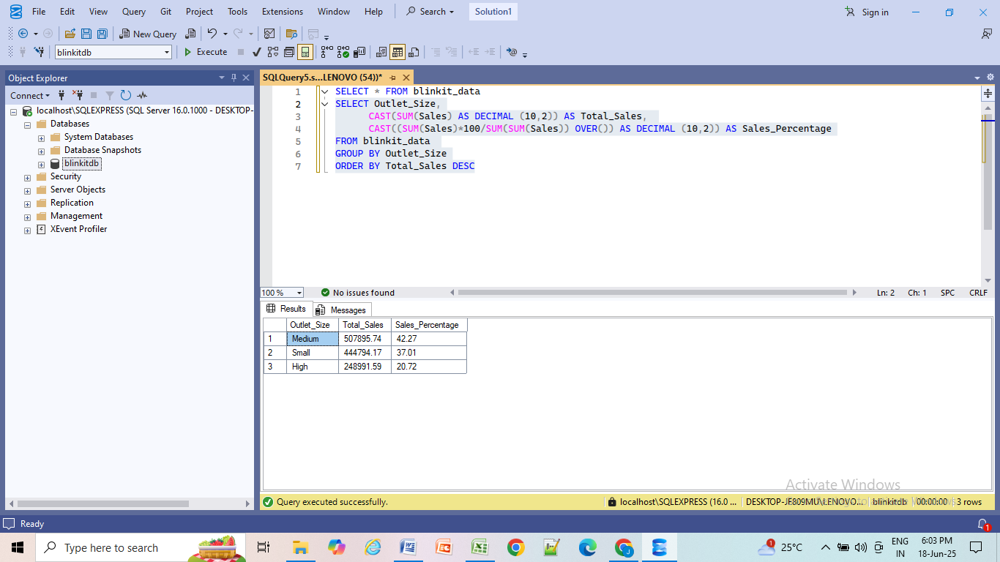 File Edit View Query Git Project Tools Extensions Window Help Search Solution1 Sign in
New Query
blinkitdb Execute
Object Explorer
Connect
localhost\SQLEXPRESS (SQL Server 16.0.1000 - DESKTOP-
Databases
System Databases
Database Snapshots
blinkitdb
Security
Server Objects
Replication
Management
XEvent Profiler
SQLQuery5.s...LENOVO (54))*
1 SELECT * FROM blinkit_data
2 SELECT Outlet_Size,
3 CAST(SUM(Sales) AS DECIMAL (10,2)) AS Total_Sales,
4 CAST((SUM(Sales)*100/SUM(SUM(Sales)) OVER()) AS DECIMAL (10,2)) AS Sales_Percentage
5 FROM blinkit_data
6 GROUP BY Outlet_Size
7 ORDER BY Total_Sales DESC
100 % No issues found Ln: 2 Ch: 1 SPC CRLF
Results Messages
Outlet_Size Total_Sales Sales_Percentage
1 Medium 507895.74 42.27
2 Small 444794.17 37.01
3 High 248991.59 20.72
Activate Windows
Query executed successfully. localhost\SQLEXPRESS (16.0 ... DESKTOP-JE809MU\LENOVO... blinkitdb 00:00:00 3 rows
Ready 1
Type here to search 1 25°C ENG 6:03 PM
IN 18-Jun-25